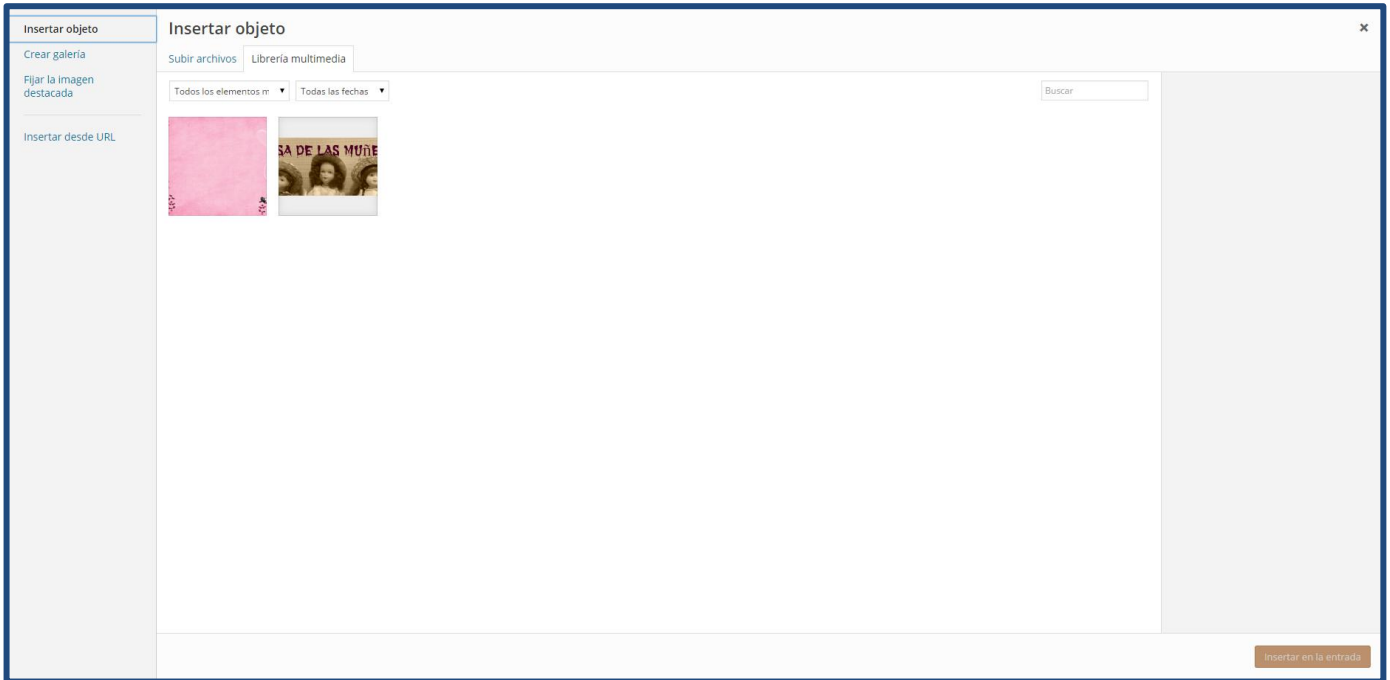 Insertar objeto
Crear galería
Fijar la imagen
destacada
Insertar desde URL
Insertar objeto
×
Subir archivos
Librería multimedia
Todos los elementos m
Todas las fechas
Buscar
SA DE LAS MUñE
Insertar en la entrada